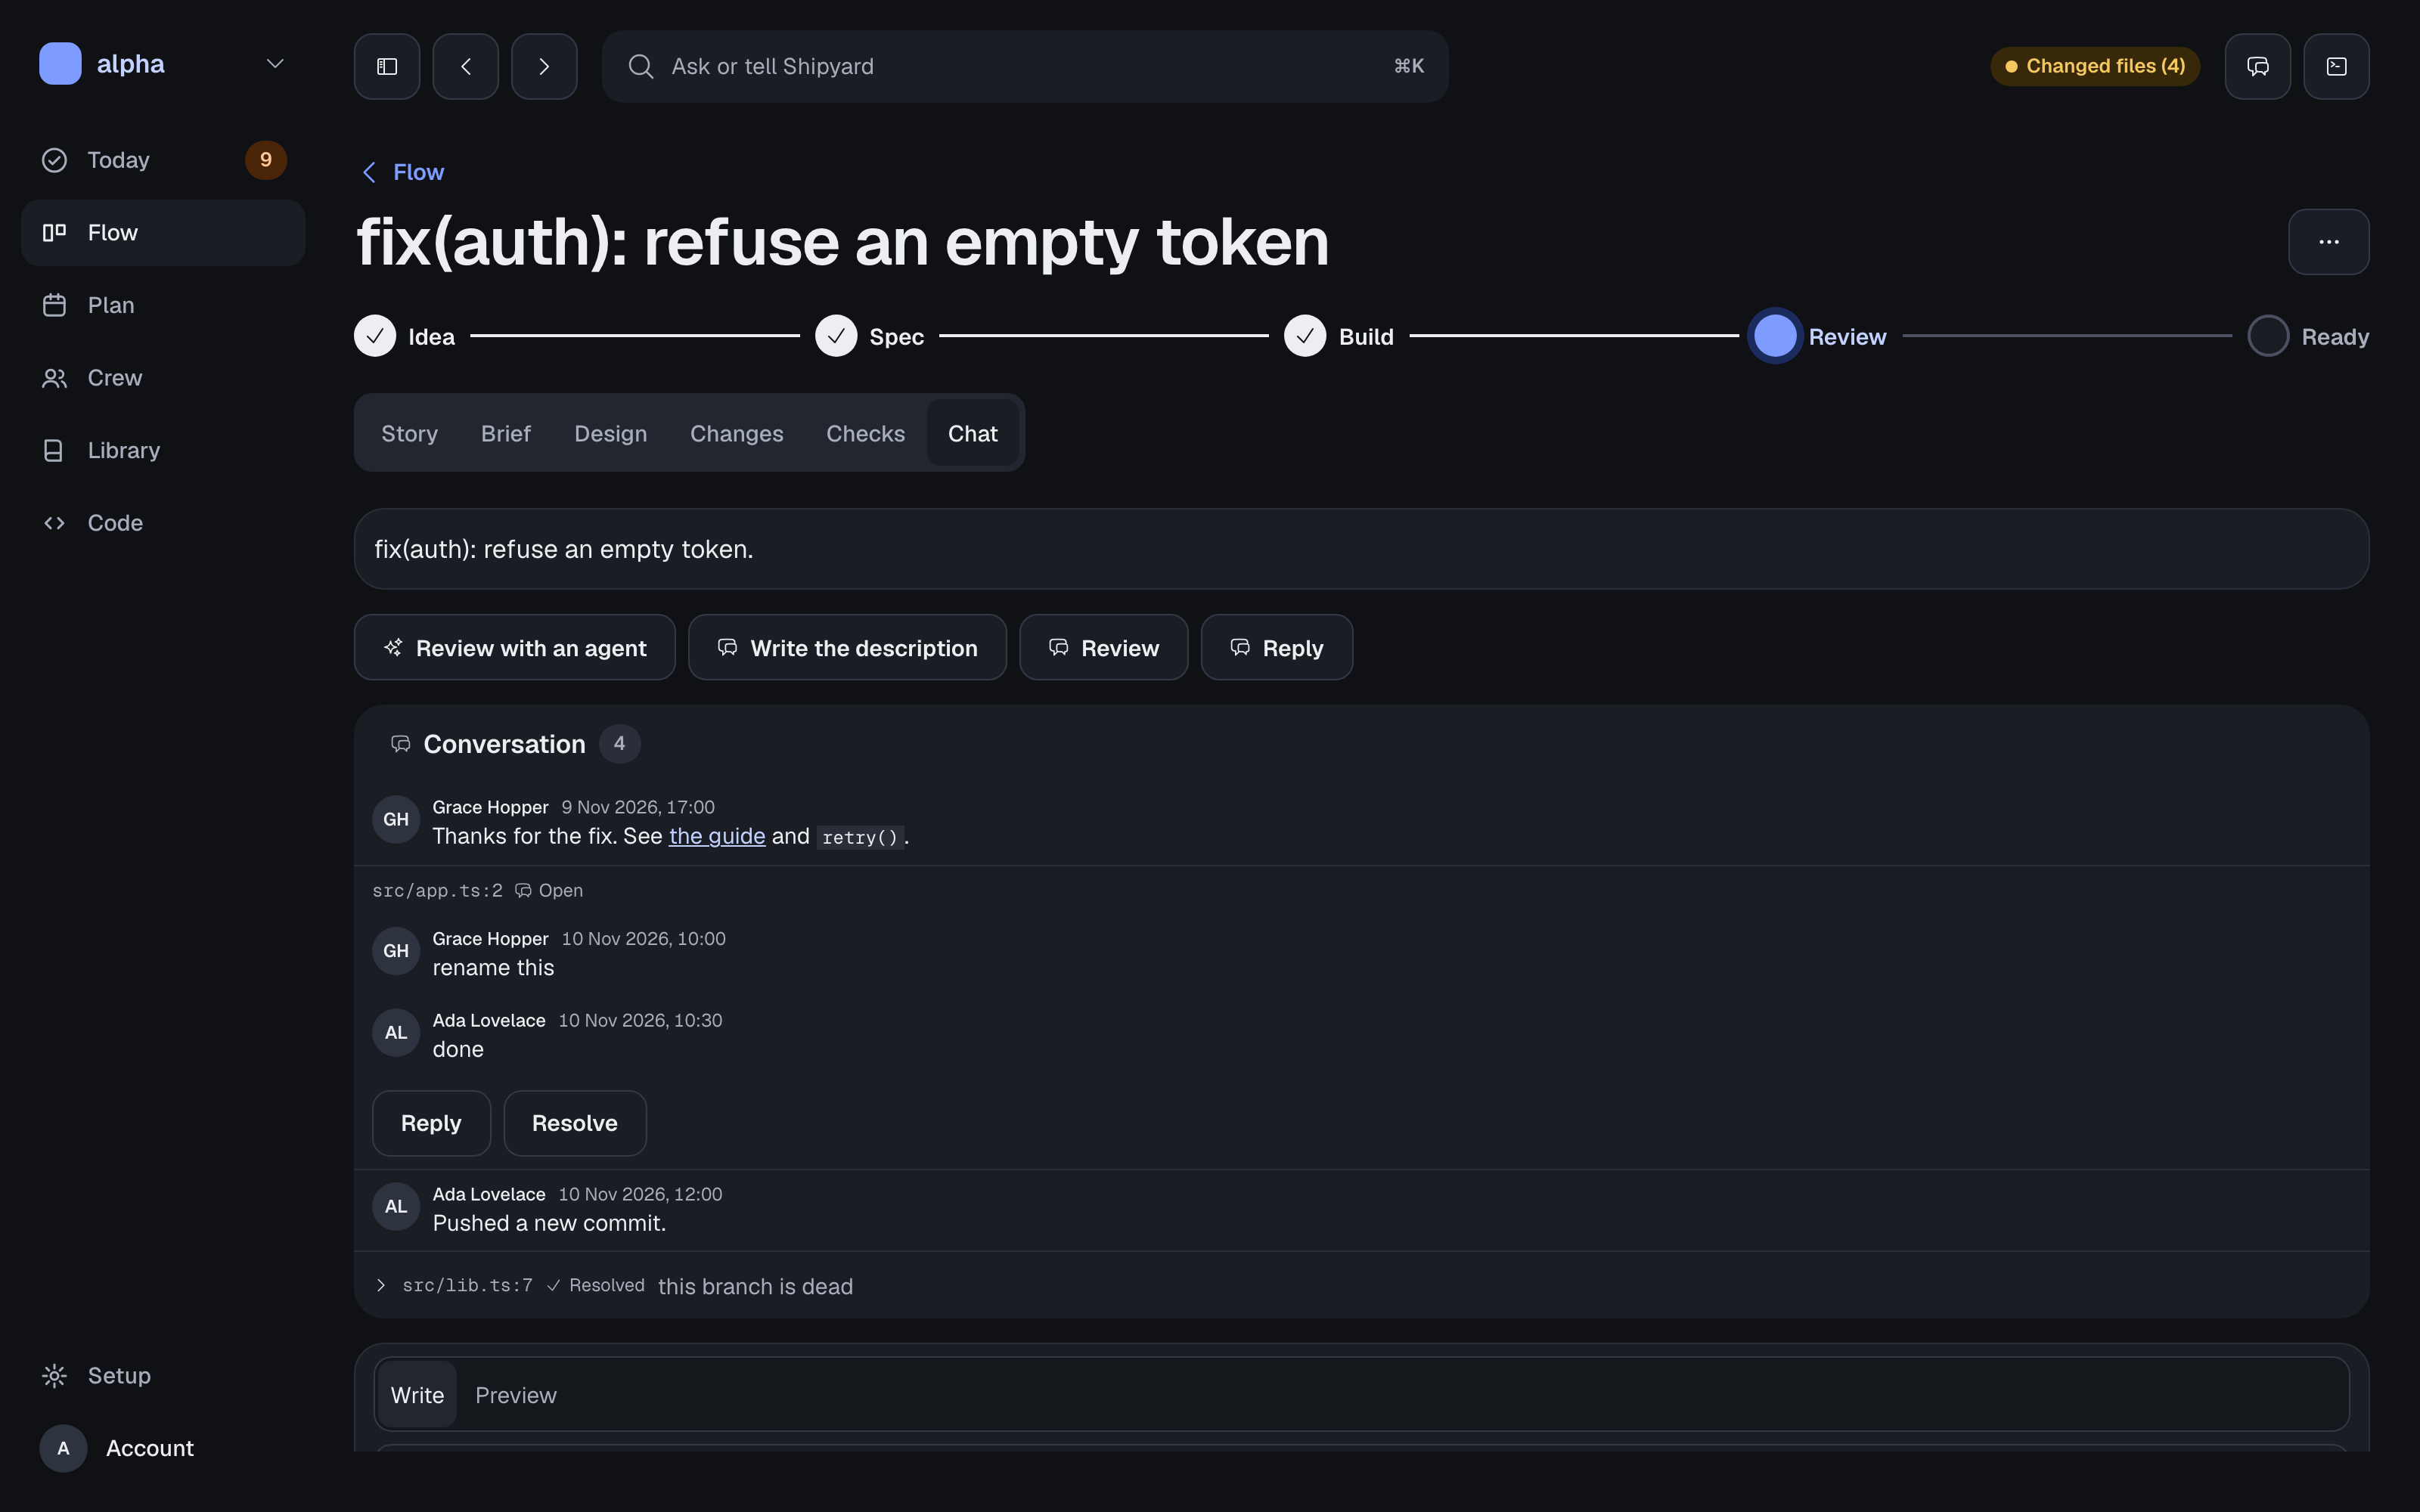 alpha
Ask or tell Shipyard ⌘K
Changed files (4)
Today 9
Flow
Plan
Crew
Library
Code
Flow
fix(auth): refuse an empty token
Idea Spec Build Review Ready
Story Brief Design Changes Checks Chat
fix(auth): refuse an empty token.
Review with an agent Write the description Review Reply
Conversation 4
GH Grace Hopper 9 Nov 2026, 17:00
Thanks for the fix. See the guide and retry().
src/app.ts:2 Open
GH Grace Hopper 10 Nov 2026, 10:00
rename this
AL Ada Lovelace 10 Nov 2026, 10:30
done
Reply Resolve
AL Ada Lovelace 10 Nov 2026, 12:00
Pushed a new commit.
src/lib.ts:7 Resolved this branch is dead
Write Preview
Setup
A Account